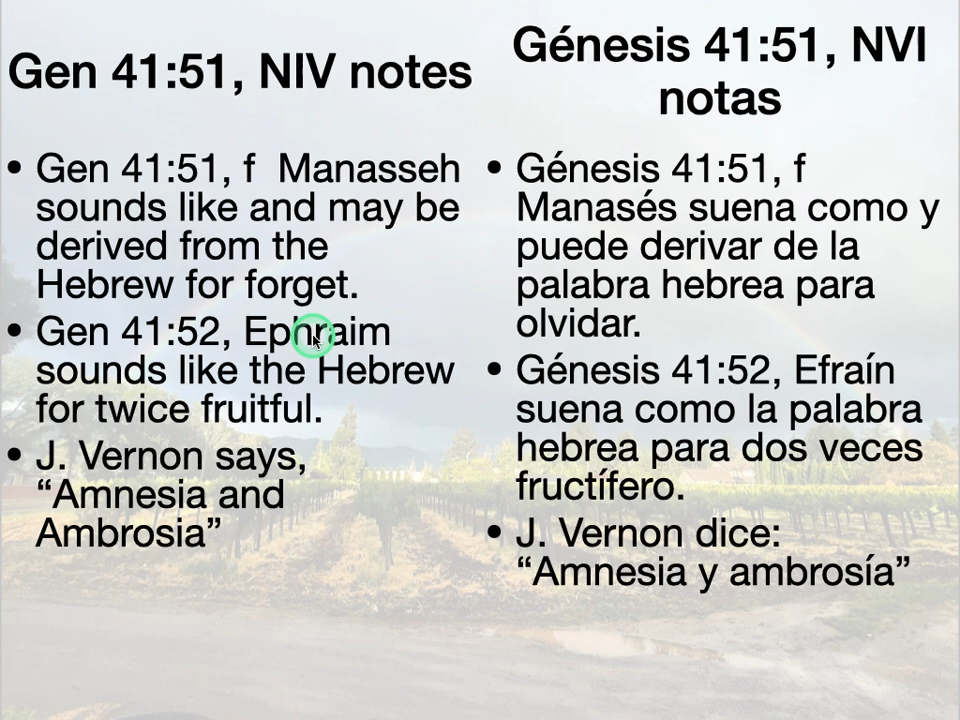 Gen 41:51, NIV notes
• Gen 41:51, f  Manasseh
sounds like and may be
derived from the
Hebrew for forget.
• Gen 41:52, Ephraim
sounds like the Hebrew
for twice fruitful.
• J. Vernon says,
“Amnesia and
Ambrosia”
Génesis 41:51, NVI
notas
• Génesis 41:51, f
Manasés suena como y
puede derivar de la
palabra hebrea para
olvidar.
• Génesis 41:52, Efraín
suena como la palabra
hebrea para dos veces
fructífero.
• J. Vernon dice:
“Amnesia y ambrosía”